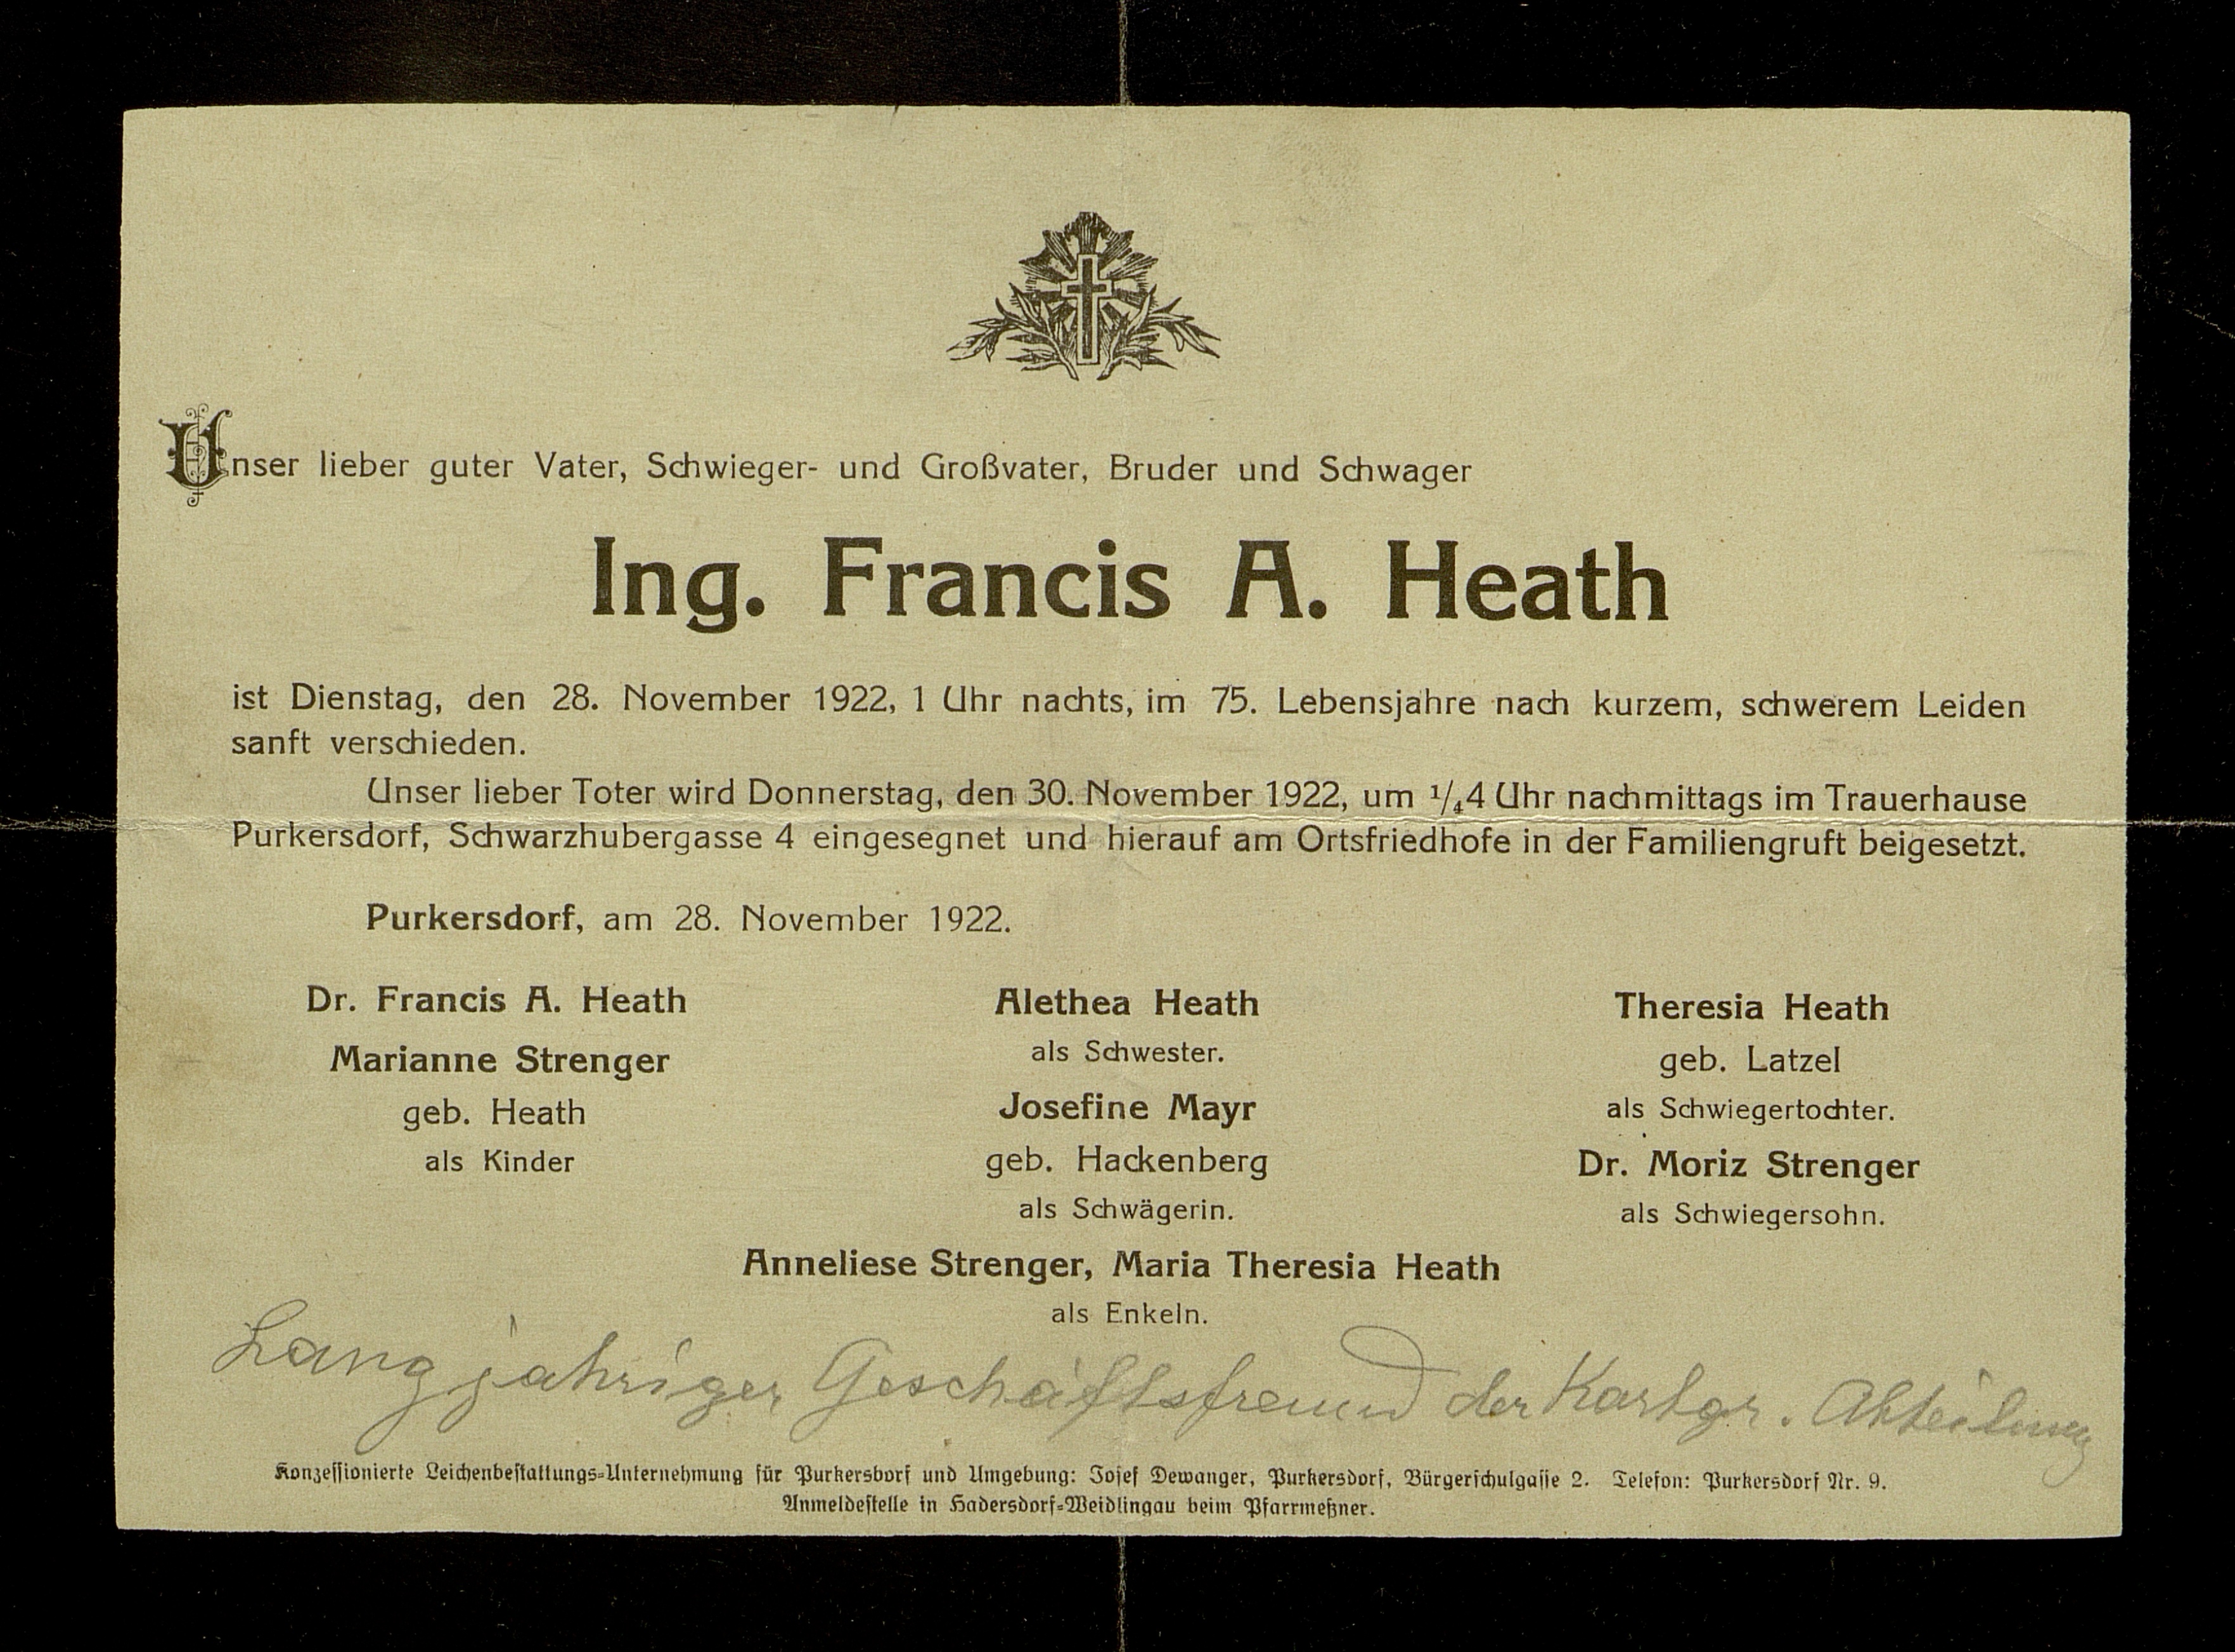 Unser lieber guter Vater, Schwieger- und Großvater, Bruder und Schwager
Ing. Francis A. Heath
ist Dienstag, den 28. November 1922, 1 Uhr nachts, im 75. Lebensjahre nach kurzem, schwerem Leiden
sanft verschieden.
Unser lieber Toter wird Donnerstag, den 30. November 1922, um 1/4 4 Uhr nachmittags im Trauerhause
Purkersdorf, Schwarzhubergasse 4 eingesegnet und hierauf am Ortsfriedhofe in der Familiengruft beigesetzt.
Purkersdorf, am 28. November 1922.
Dr. Francis A. Heath
Marianne Strenger
geb. Heath
als Kinder
Alethea Heath
als Schwester.
Josefine Mayr
geb. Hackenberg
als Schwägerin.
Theresia Heath
geb. Latzel
als Schwiegertochter.
Dr. Moriz Strenger
als Schwiegersohn.
Anneliese Strenger, Maria Theresia Heath
als Enkeln.
Langjähriger Geschäftsfreund der Kartgr. Abteilung
Konzessionierte Leichenbestattungs-Unternehmung für Purkersdorf und Umgebung: Josef Dewanger, Purkersdorf, Bürgerschulgasse 2. Telefon: Purkersdorf Nr. 9.
Anmeldestelle in Hadersdorf-Weidlingau beim Pfarrmeßner.